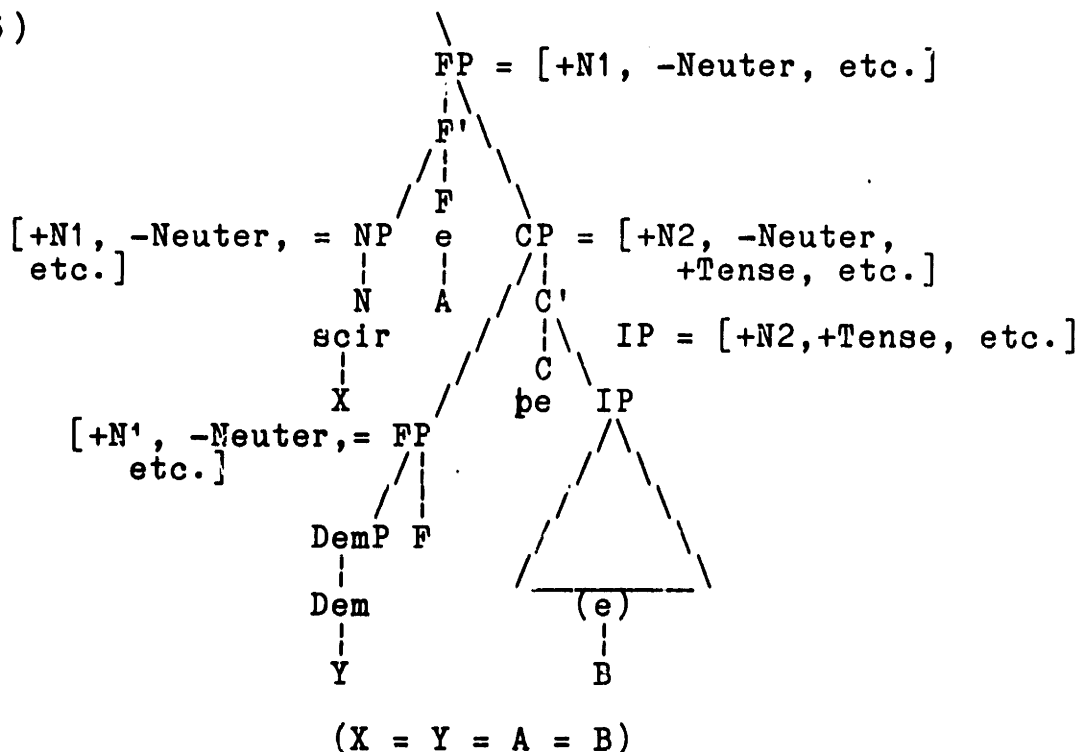 )
FP = [+N1, -Neuter, etc.]
F'
F
[+N1, -Neuter, = NP e CP = [+N2, -Neuter,
etc.] +Tense, etc.]
N A C'
scir IP = [+N2,+Tense, etc.]
C
X þe IP
[+N1, -Neuter,= FP
etc.]
DemP F
Dem (e)
Y B
(X = Y = A = B)